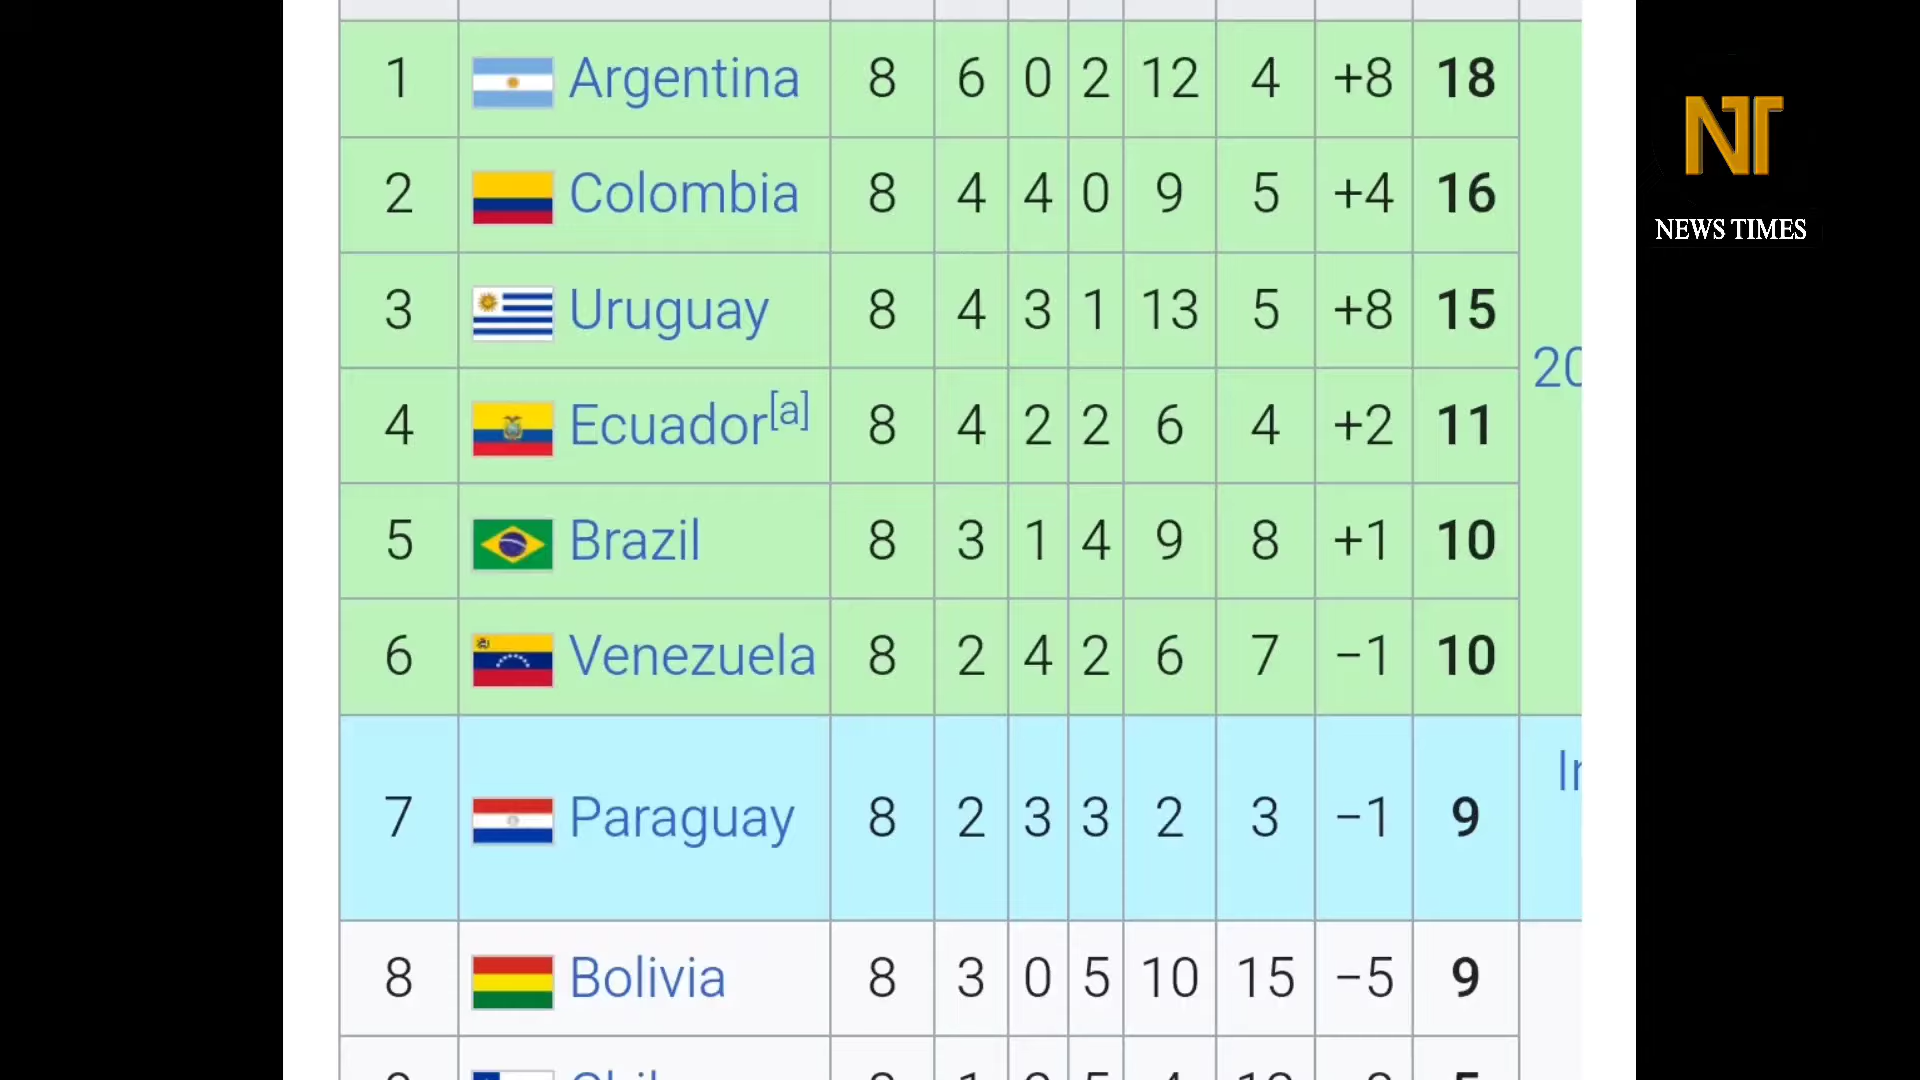 1 Argentina 8 6 0 2 12 4 +8 18
2 Colombia 8 4 4 0 9 5 +4 16
3 Uruguay 8 4 3 1 13 5 +8 15
20
4 Ecuador[a] 8 4 2 2 6 4 +2 11
5 Brazil 8 3 1 4 9 8 +1 10
6 Venezuela 8 2 4 2 6 7 −1 10
7 Paraguay 8 2 3 3 2 3 −1 9
8 Bolivia 8 3 0 5 10 15 −5 9
NT
NEWS TIMES